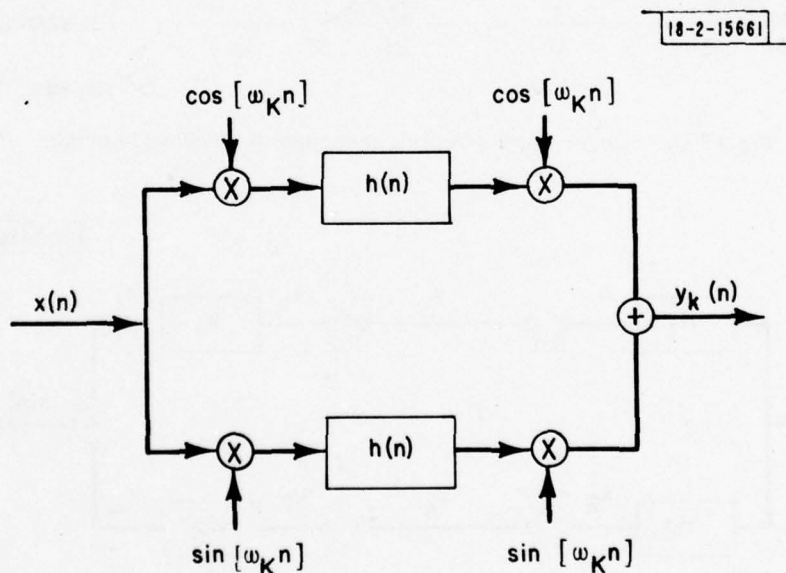 18-2-15661
cos [ωKn]
cos [ωKn]
X
h(n)
X
x(n)
+
yk (n)
X
h(n)
X
sin [ωKn]
sin [ωKn]